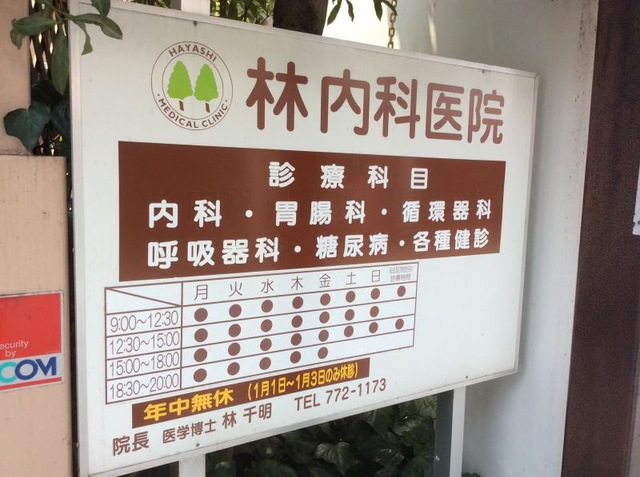 HAYASHI
MEDICAL CLINIC
林内科医院
診療科目
内科・胃腸科・循環器科
呼吸器科・糖尿病・各種健診
月 火 水 木 金 土 日
9:00〜12:30 ● ● ● ● ● ● ● ●
12:30〜15:00 ● ● ● ● ● ● ●
15:00〜18:00 ● ● ● ● ● ● ● ●
18:30〜20:00 ● ● ● ● ●
年中無休 (1月1日〜1月3日のみ休診)
院長 医学博士 林 千明 TEL 772-1173
ecurity
by
COM